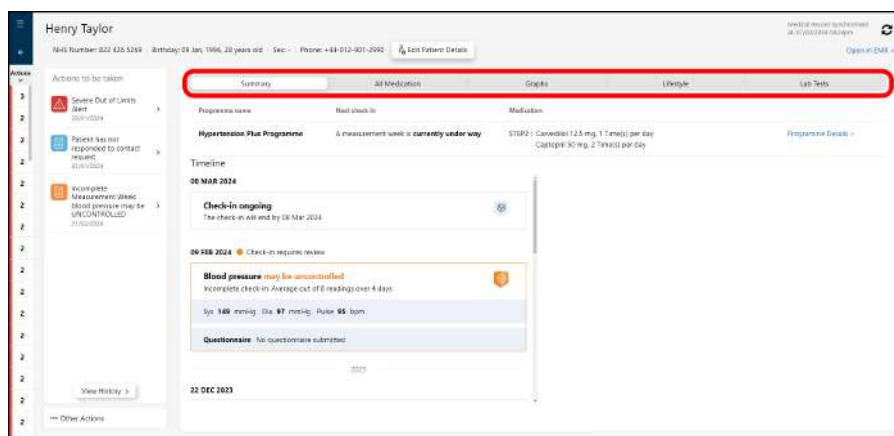 Henry Taylor
Medical Record synchronised
NHS Number: 822 426 5269 Birthday: 09 Jan, 1996, 28 years old Sex: - Phone: +44-012-901-2990 Edit Patient Details
Open in EMR >
Actions
Actions to be taken
Severe Out of Limits
Alert
Patient has not
responded to contact
request
Incomplete
Measurement Week:
blood pressure may be
UNCONTROLLED
View History >
Other Actions
Summary All Medication Graphs Lifestyle Lab Tests
Programme name Next check-in Medication
Hypertension Plus Programme A measurement week is currently under way STEP2 : Carvedilol 12.5 mg, 1 Time(s) per day Programme Details >
Captopril 50 mg, 2 Time(s) per day
Timeline
08 MAR 2024
Check-in ongoing
The check-in will end by 08 Mar 2024
09 FEB 2024 Check-in requires review
Blood pressure may be uncontrolled
Incomplete check-in: Average out of 8 readings over 4 days
Sys 149 mmHg Dia 97 mmHg Pulse 95 bpm
Questionnaire No questionnaire submitted
2023
22 DEC 2023